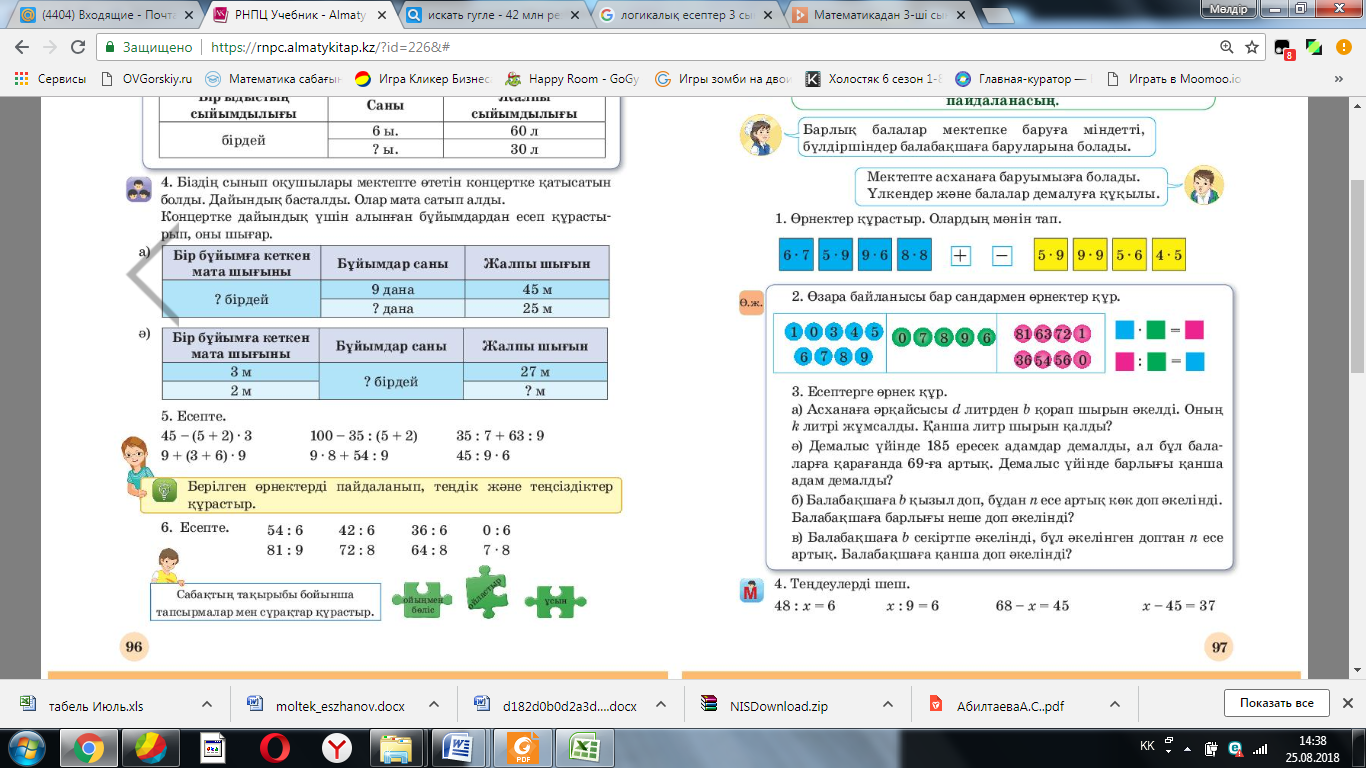 (4404) Входящие - Почта
РНПЦ Учебник - Almaty
искать гугле - 42 млн ре
логикалық есептер 3 сы
Математикадан 3-ші сын
Мөлдір
Защищено
https://rnpc.almatykitap.kz/?id=226&#
8
Сервисы
OVGorskiy.ru
Математика сабағын
Игра Кликер Бизнес
Happy Room - GoGy
Игры зомби на двои
Холостяк 6 сезон 1-8
Главная-куратор —
Играть в Moomoo.io
»
Бір ыдыстың сыйымдылығы
Саны
Жалпы сыйымдылығы
бірдей
6 ы.
60 л
? ы.
30 л
4. Біздің сынып оқушылары мектепте өтетін концертке қатысатын
болды. Дайындық басталды. Олар мата сатып алды.
Концертке дайындық үшін алынған бұйымдардан есеп құрасты-
рып, оны шығар.
а)
Бір бұйымға кеткен мата шығыны
Бұйымдар саны
Жалпы шығын
? бірдей
9 дана
45 м
? дана
25 м
ә)
Бір бұйымға кеткен мата шығыны
Бұйымдар саны
Жалпы шығын
3 м
? бірдей
27 м
2 м
? м
5. Есепте.
45 – (5 + 2) · 3   100 – 35 : (5 + 2)   35 : 7 + 63 : 9
9 + (3 + 6) · 9   9 · 8 + 54 : 9   45 : 9 · 6
Берілген өрнектерді пайдаланып, теңдік және теңсіздіктер
құрастыр.
6. Есепте.   54 : 6   42 : 6   36 : 6   0 : 6
81 : 9   72 : 8   64 : 8   7 · 8
Сабақтың тақырыбы бойынша
тапсырмалар мен сұрақтар құрастыр.
ойыңмен
бөліс
ойластыр
ұсын
96
пайдаланасың.
Барлық балалар мектепке баруға міндетті,
бүлдіршіндер балабақшаға баруларына болады.
Мектепте асханаға баруымызға болады.
Үлкендер және балалар демалуға құқылы.
1. Өрнектер құрастыр. Олардың мәнін тап.
6 · 7   5 · 9   9 · 6   8 · 8   +   –   5 · 9   9 · 9   5 · 6   4 · 5
Ө.ж.
2. Өзара байланысы бар сандармен өрнектер құр.
1 0 3 4 5
6 7 8 9
0 7 8 9 6
81 63 72 1
36 54 56 0
· =
: =
3. Есептерге өрнек құр.
а) Асханаға әрқайсысы d литрден b қорап шырын әкелді. Оның
k литрі жұмсалды. Қанша литр шырын қалды?
ә) Демалыс үйінде 185 ересек адамдар демалды, ал бұл бала-
ларға қарағанда 69-ға артық. Демалыс үйінде барлығы қанша
адам демалды?
б) Балабақшаға b қызыл доп, бұдан n есе артық көк доп әкелінді.
Балабақшаға барлығы неше доп әкелінді?
в) Балабақшаға b секіртпе әкелінді, бұл әкелінген доптан n есе
артық. Балабақшаға қанша доп әкелінді?
М
4. Теңдеулерді шеш.
48 : x = 6   x : 9 = 6   68 – x = 45   x – 45 = 37
97
табель Июль.xls
moltek_eszhanov.docx
d182d0b0d2a3d....docx
NISDownload.zip
АбилтаеваА.С..pdf
Показать все
KK
14:38
25.08.2018